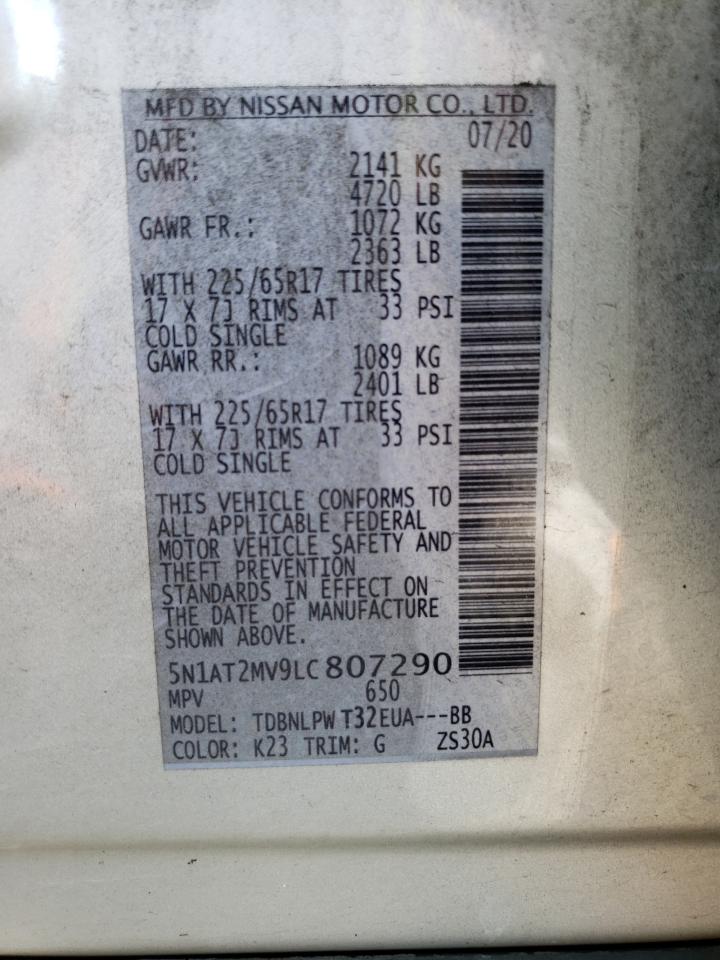 MFD BY NISSAN MOTOR CO., LTD.
DATE: 07/20
GVWR: 2141 KG
4720 LB
GAWR FR.: 1072 KG
2363 LB
WITH 225/65R17 TIRES
17 X 7J RIMS AT 33 PSI
COLD SINGLE
GAWR RR.: 1089 KG
2401 LB
WITH 225/65R17 TIRES
17 X 7J RIMS AT 33 PSI
COLD SINGLE
THIS VEHICLE CONFORMS TO
ALL APPLICABLE FEDERAL
MOTOR VEHICLE SAFETY AND
THEFT PREVENTION
STANDARDS IN EFFECT ON
THE DATE OF MANUFACTURE
SHOWN ABOVE.
5N1AT2MV9LC 807290
MPV 650
MODEL: TDBNLPW T32EUA---BB
COLOR: K23 TRIM: G ZS30A